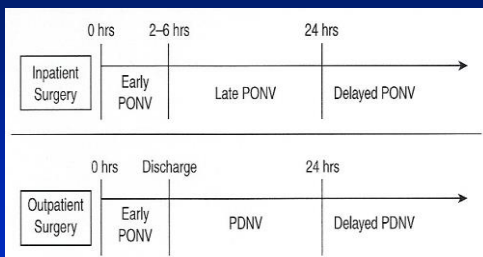 0 hrs 2–6 hrs 24 hrs
Inpatient
Surgery
Early
PONV
Late PONV
Delayed PONV
0 hrs Discharge 24 hrs
Outpatient
Surgery
Early
PONV
PDNV
Delayed PDNV